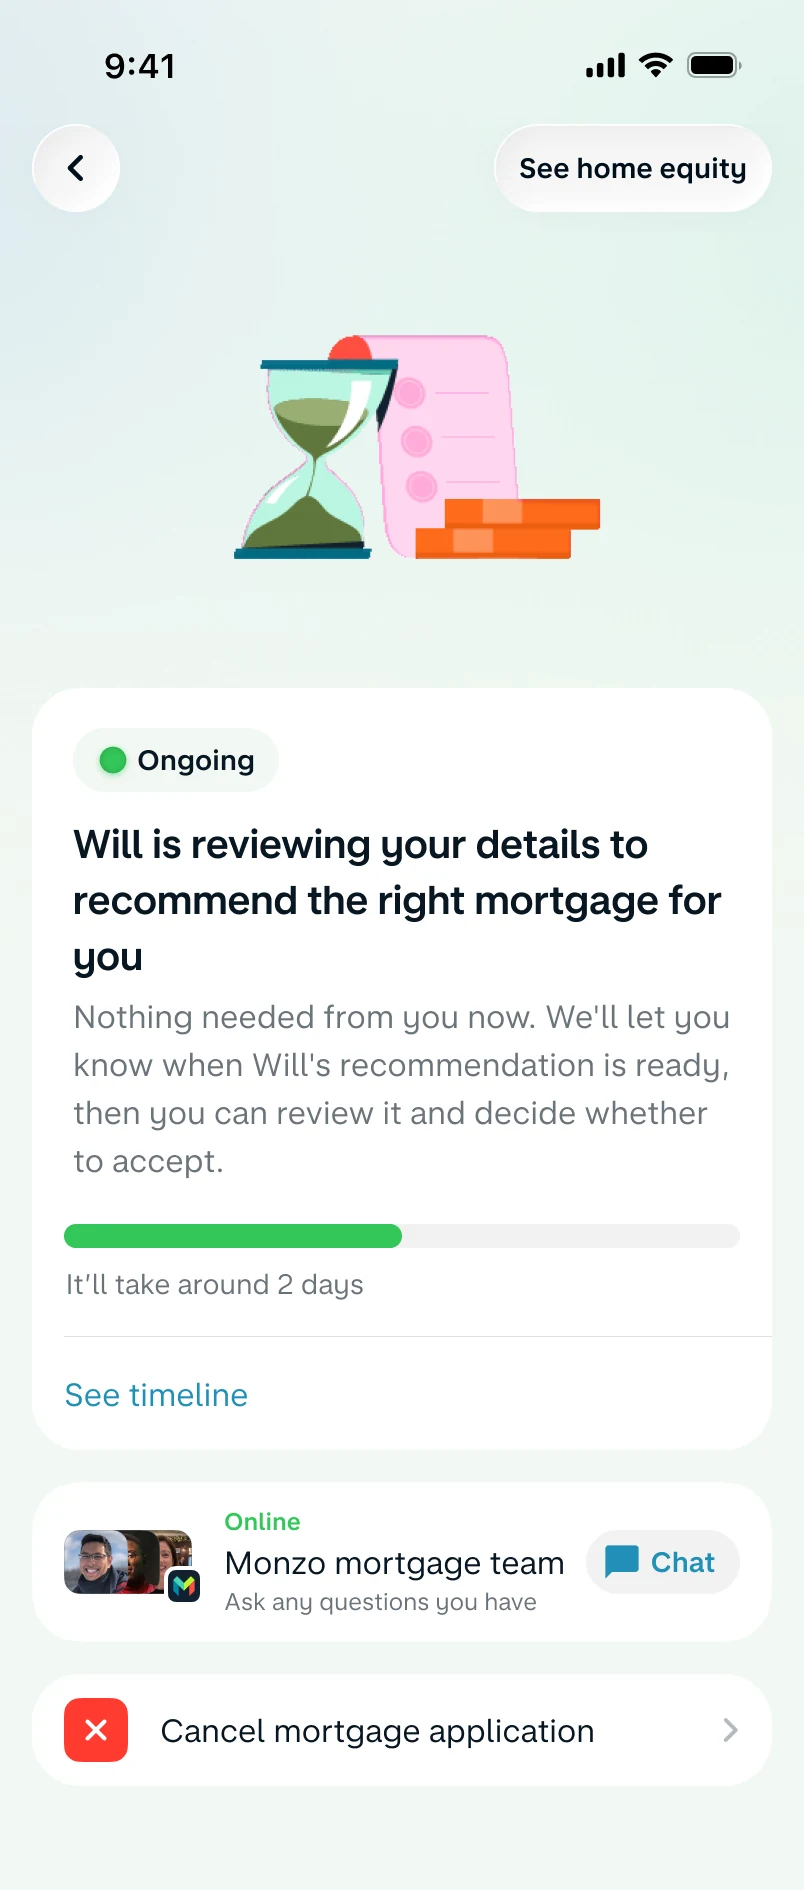 9:41
See home equity
Ongoing
Will is reviewing your details to
recommend the right mortgage for
you
Nothing needed from you now. We'll let you
know when Will's recommendation is ready,
then you can review it and decide whether
to accept.
It’ll take around 2 days
See timeline
Online
Monzo mortgage team
Ask any questions you have
Chat
Cancel mortgage application